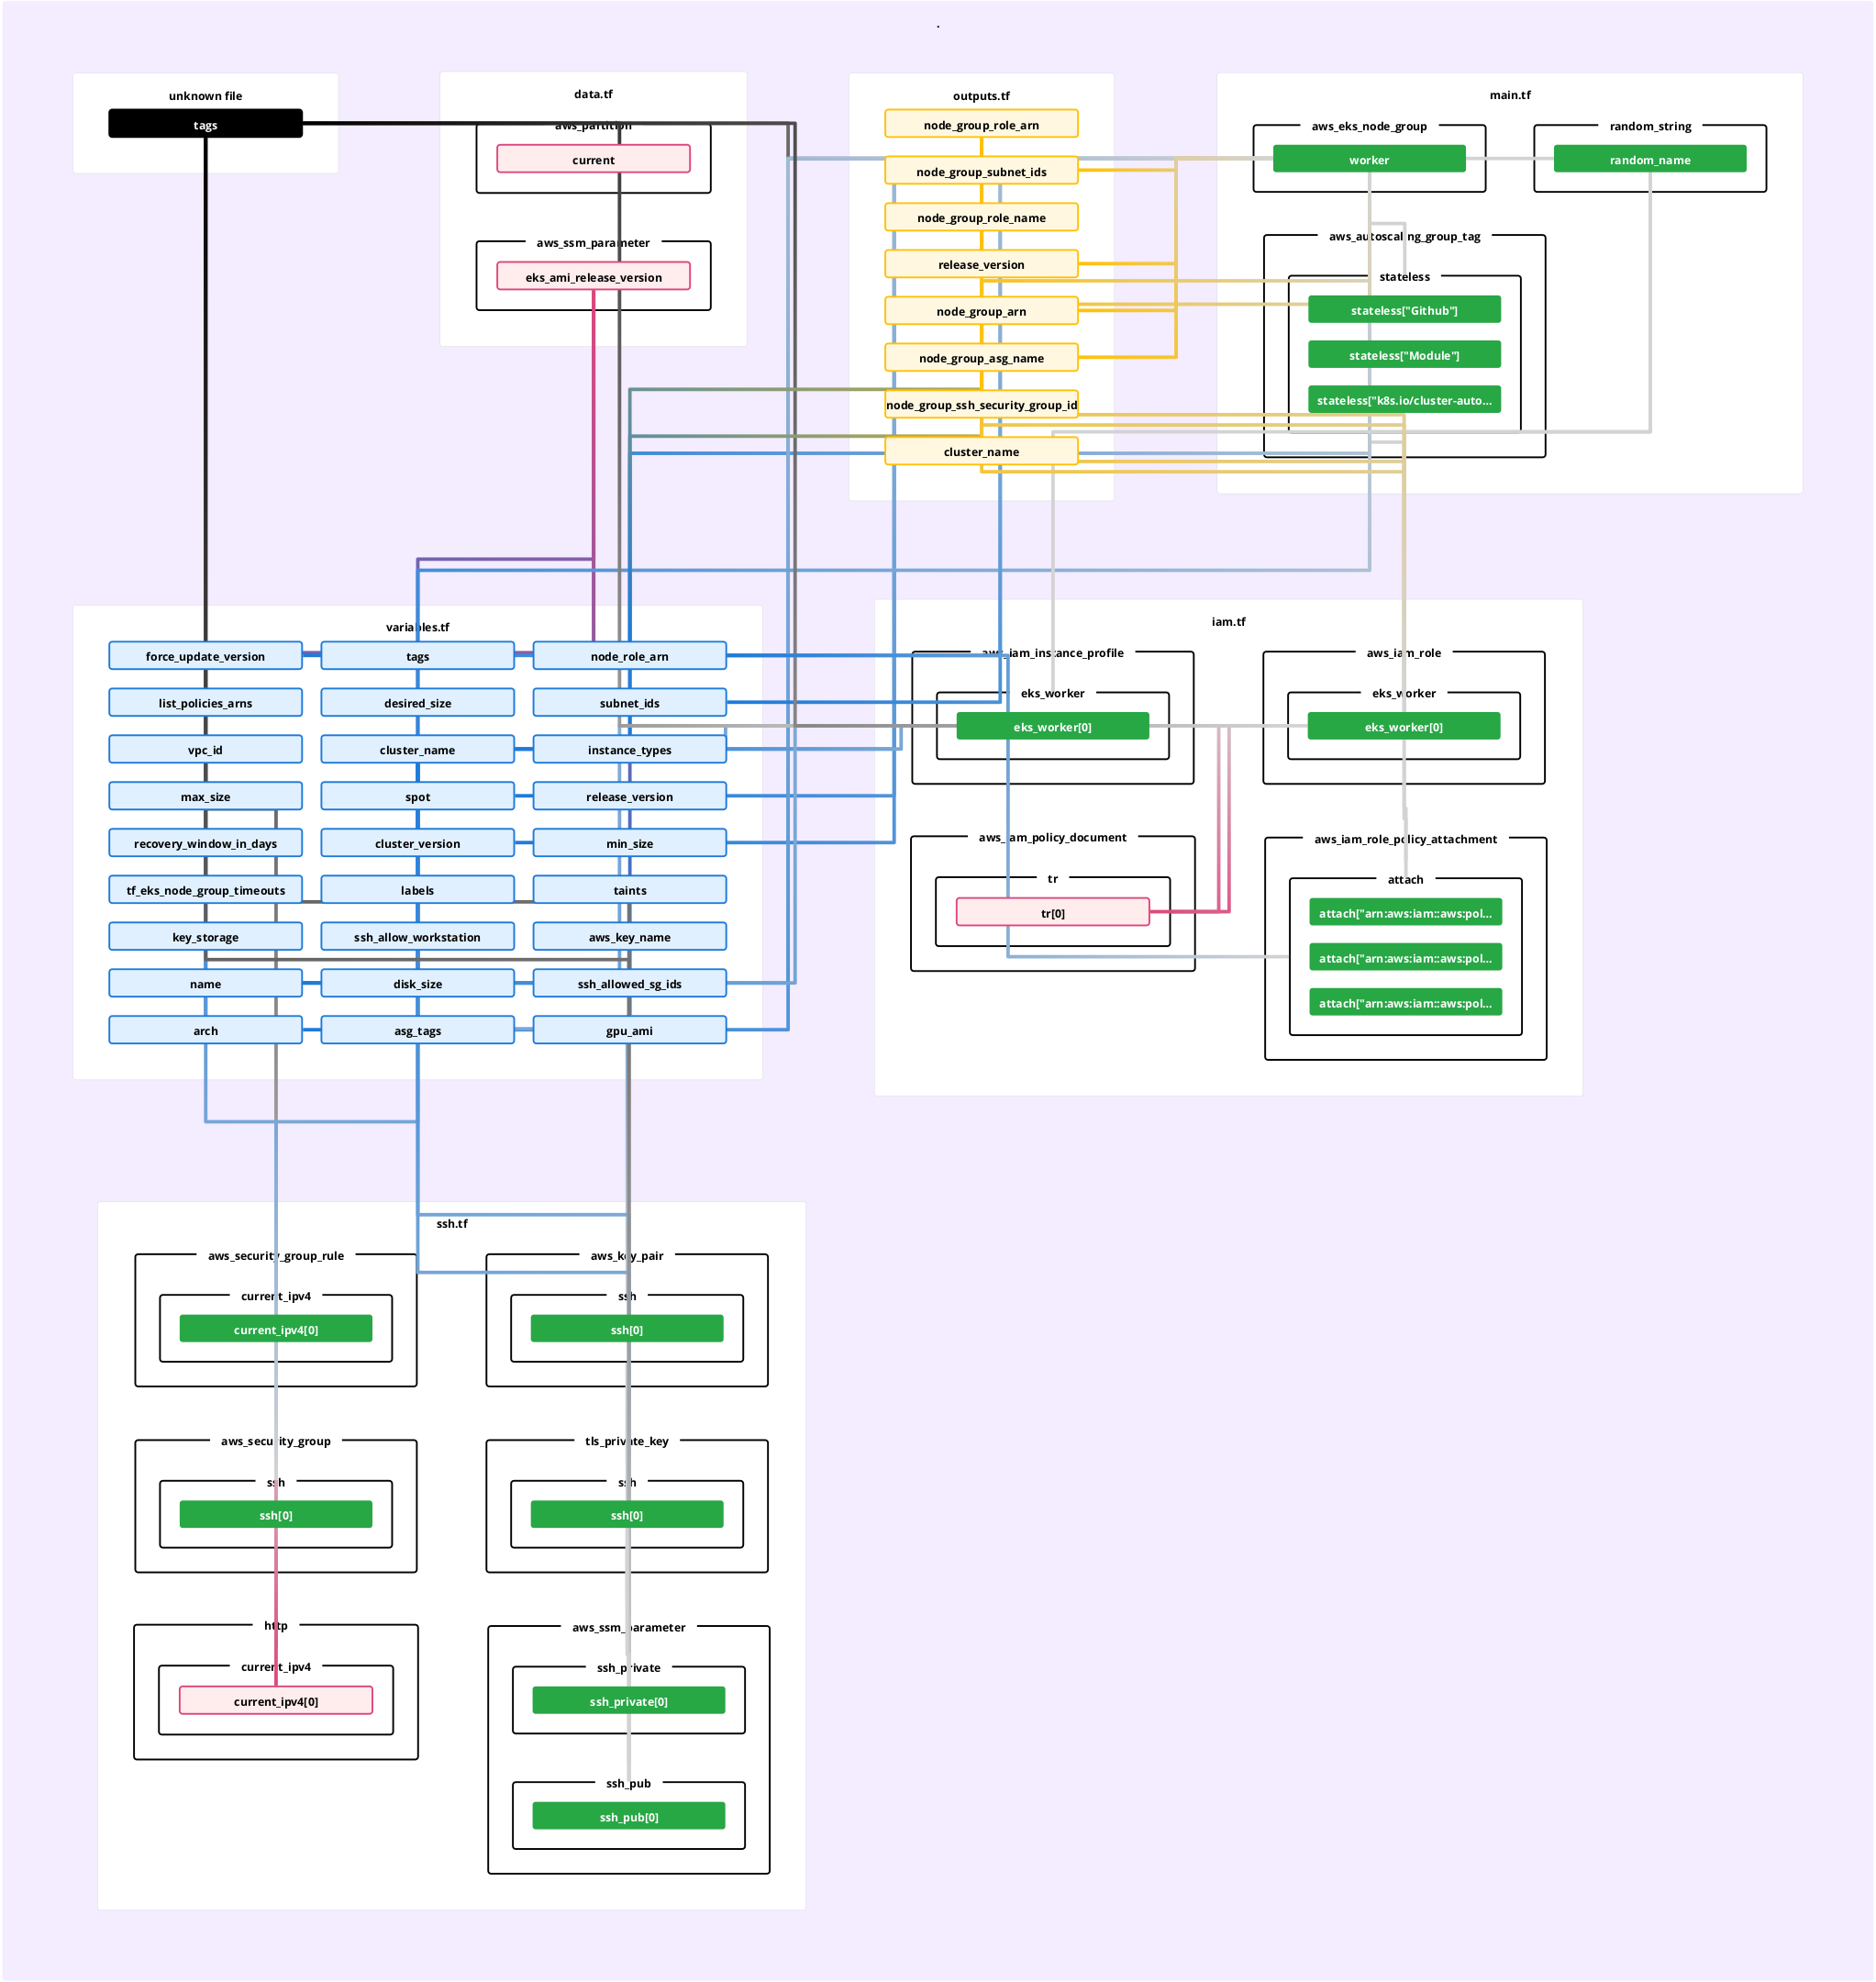 .
unknown file
tags
data.tf
aws_partition
current
aws_ssm_parameter
eks_ami_release_version
outputs.tf
node_group_role_arn
node_group_subnet_ids
node_group_role_name
release_version
node_group_arn
node_group_asg_name
node_group_ssh_security_group_id
cluster_name
main.tf
aws_eks_node_group
worker
random_string
random_name
aws_autoscaling_group_tag
stateless
stateless["Github"]
stateless["Module"]
stateless["k8s.io/cluster-auto...
variables.tf
force_update_version
tags
node_role_arn
list_policies_arns
desired_size
subnet_ids
vpc_id
cluster_name
instance_types
max_size
spot
release_version
recovery_window_in_days
cluster_version
min_size
tf_eks_node_group_timeouts
labels
taints
key_storage
ssh_allow_workstation
aws_key_name
name
disk_size
ssh_allowed_sg_ids
arch
asg_tags
gpu_ami
iam.tf
aws_iam_instance_profile
eks_worker
eks_worker[0]
aws_iam_role
eks_worker
eks_worker[0]
aws_iam_policy_document
tr
tr[0]
aws_iam_role_policy_attachment
attach
attach["arn:aws:iam::aws:pol...
attach["arn:aws:iam::aws:pol...
attach["arn:aws:iam::aws:pol...
ssh.tf
aws_security_group_rule
current_ipv4
current_ipv4[0]
aws_key_pair
ssh
ssh[0]
aws_security_group
ssh
ssh[0]
tls_private_key
ssh
ssh[0]
http
current_ipv4
current_ipv4[0]
aws_ssm_parameter
ssh_private
ssh_private[0]
ssh_pub
ssh_pub[0]